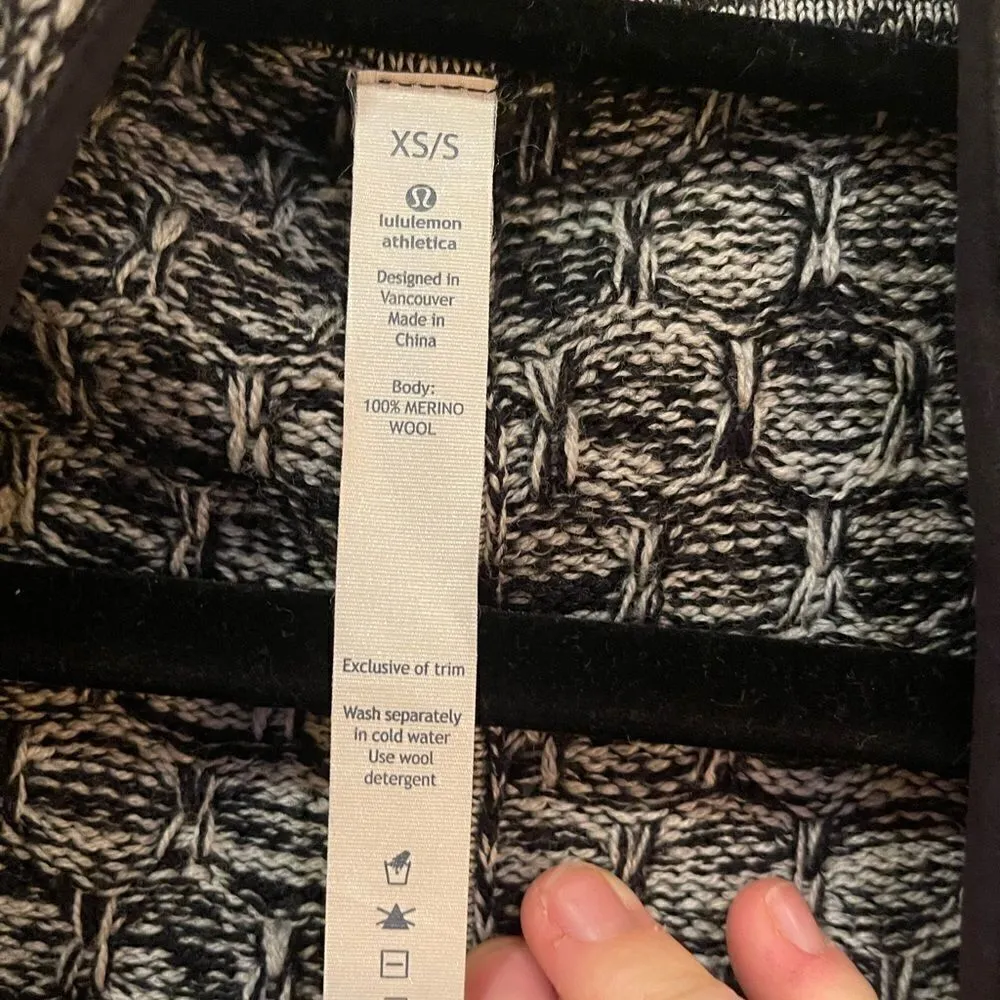 XS/S
lululemon
athletica
Designed in
Vancouver
Made in
China
Body:
100% MERINO
WOOL
Exclusive of trim
Wash separately
in cold water
Use wool
detergent